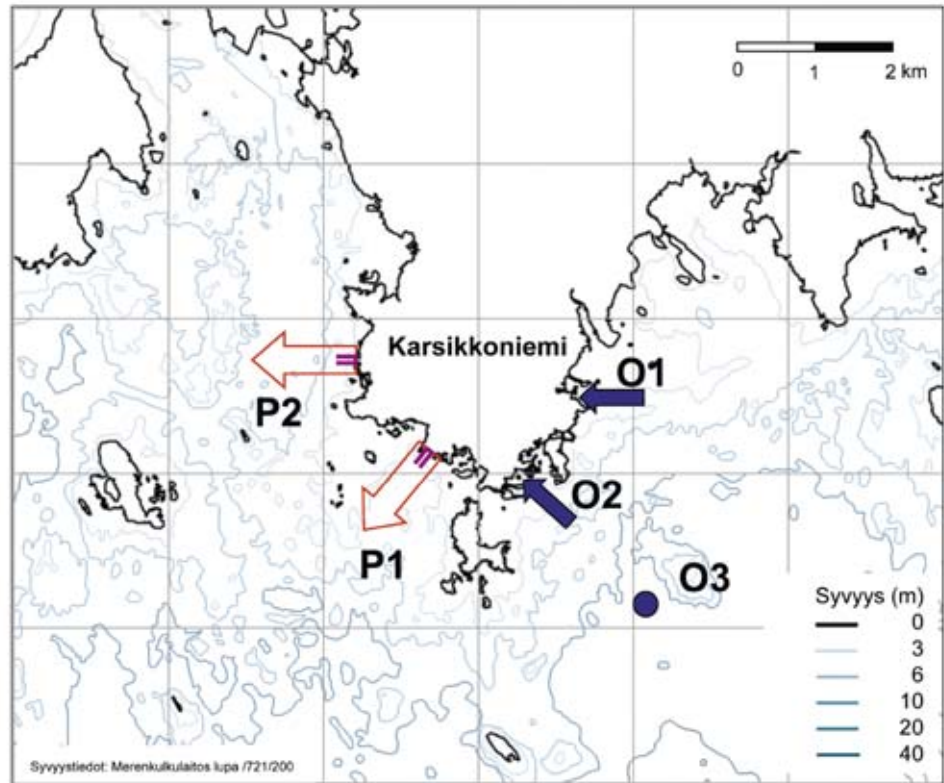 0 1 2 km
Karsikkoniemi
O1
P2
O2
P1
O3
Syvyys (m)
0
3
6
10
20
40
Syvyystiedot: Merenkulkulaitos lupa /721/200